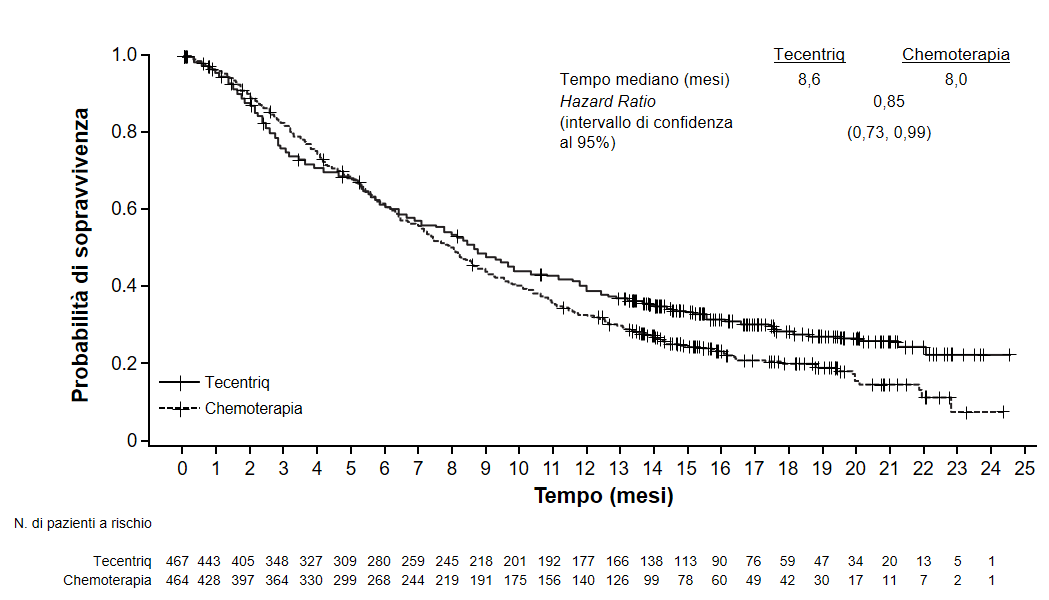 Tecentriq Chemoterapia
Tempo mediano (mesi) 8,6 8,0
Hazard Ratio 0,85
(intervallo di confidenza
al 95%) (0,73, 0,99)
Probabilità di sopravvivenza
1.0
0.8
0.6
0.4
0.2
0
Tecentriq
Chemoterapia
0 1 2 3 4 5 6 7 8 9 10 11 12 13 14 15 16 17 18 19 20 21 22 23 24 25
Tempo (mesi)
N. di pazienti a rischio
Tecentriq 467 443 405 348 327 309 280 259 245 218 201 192 177 166 138 113 90 76 59 47 34 20 13 5 1
Chemoterapia 464 428 397 364 330 299 268 244 219 191 175 156 140 126 99 78 60 49 42 30 17 11 7 2 1